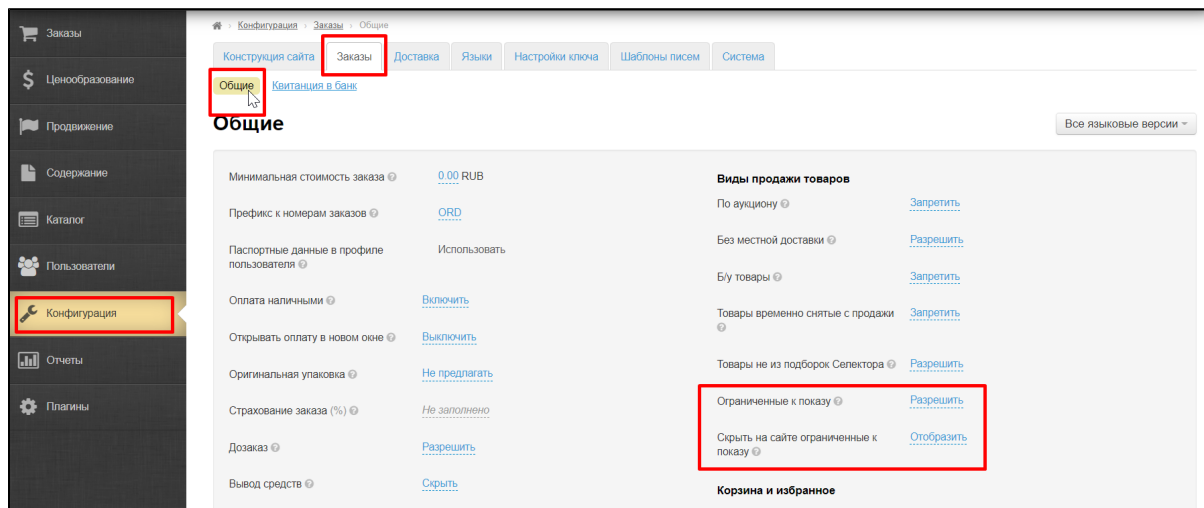 Заказы
Ценообразование
Продвижение
Содержание
Каталог
Пользователи
Конфигурация
Отчеты
Плагины
Конфигурация Заказы Общие
Конструкция сайта Заказы Доставка Языки Настройки ключа Шаблоны писем Система
Общие Квитанция в банк
Общие
Все языковые версии
Минимальная стоимость заказа 0.00 RUB
Префикс к номерам заказов ORD
Паспортные данные в профиле Использовать
пользователя
Оплата наличными Включить
Открывать оплату в новом окне Выключить
Оригинальная упаковка Не предлагать
Страхование заказа (%) Не заполнено
Дозаказ Разрешить
Вывод средств Скрыть
Виды продажи товаров
По аукциону Запретить
Без местной доставки Разрешить
Б/у товары Запретить
Товары временно снятые с продажи Запретить
Товары не из подборок Селектора Разрешить
Ограниченные к показу Разрешить
Скрыть на сайте ограниченные к Отобразить
показу
Корзина и избранное